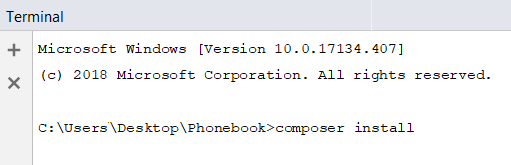 Terminal
Microsoft Windows [Version 10.0.17134.407]
(c) 2018 Microsoft Corporation. All rights reserved.
C:\Users\Desktop\Phonebook>composer install